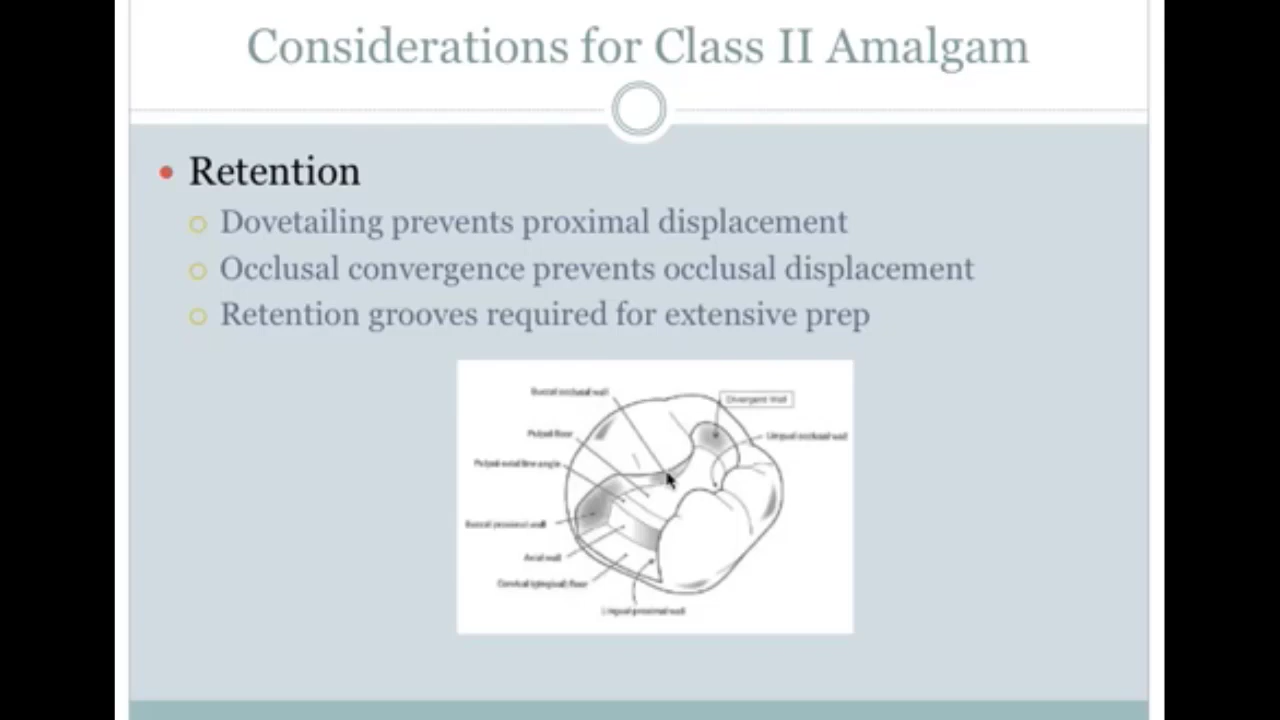 Considerations for Class II Amalgam
Retention
Dovetailing prevents proximal displacement
Occlusal convergence prevents occlusal displacement
Retention grooves required for extensive prep
Buccal occlusal wall
Divergent Wall
Pulpal floor
Lingual occlusal wall
Pulpal-axial line angle
Buccal proximal wall
Axial wall
Cervical (gingival) floor
Lingual proximal wall